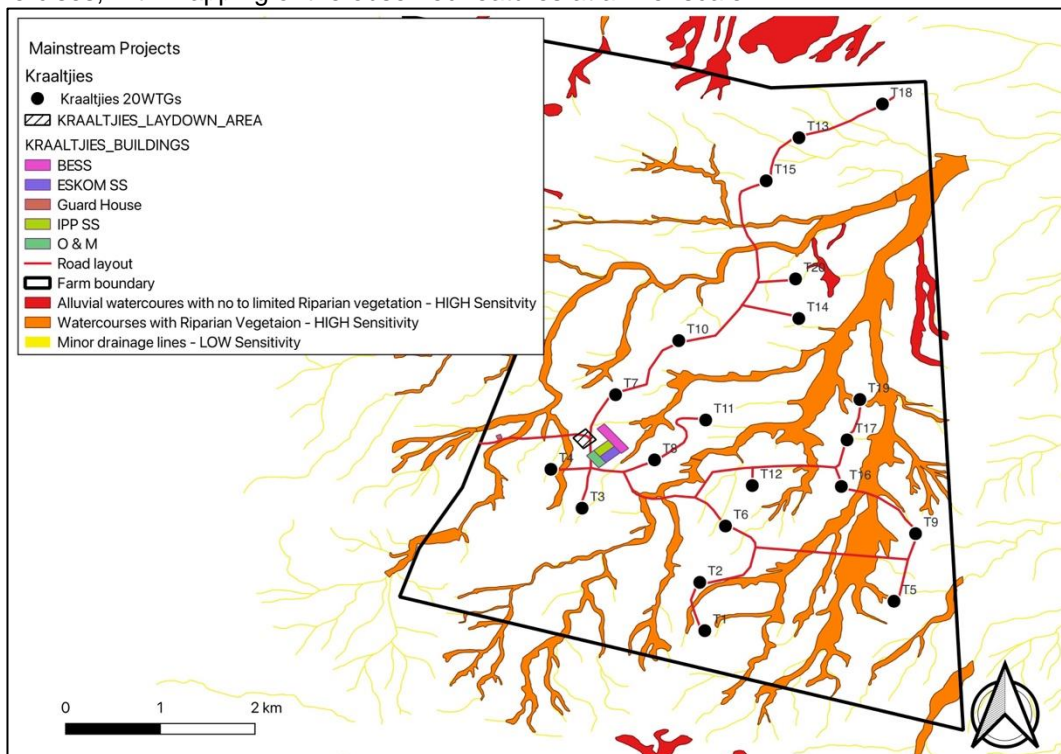 Mainstream Projects
Kraaltjies
Kraaltjies 20WTGs
KRAALTJIES_LAYDOWN_AREA
KRAALTJIES_BUILDINGS
BESS
ESKOM SS
Guard House
IPP SS
O & M
Road layout
Farm boundary
Alluvial watercoures with no to limited Riparian vegetation - HIGH Sensitvity
Watercourses with Riparian Vegetaion - HIGH Sensitivity
Minor drainage lines - LOW Sensitivity
T18
T13
T15
T20
T14
T10
T7
T19
T11
T17
T8
T4
T12
T16
T3
T6
T9
T2
T5
T1
0 1 2 km